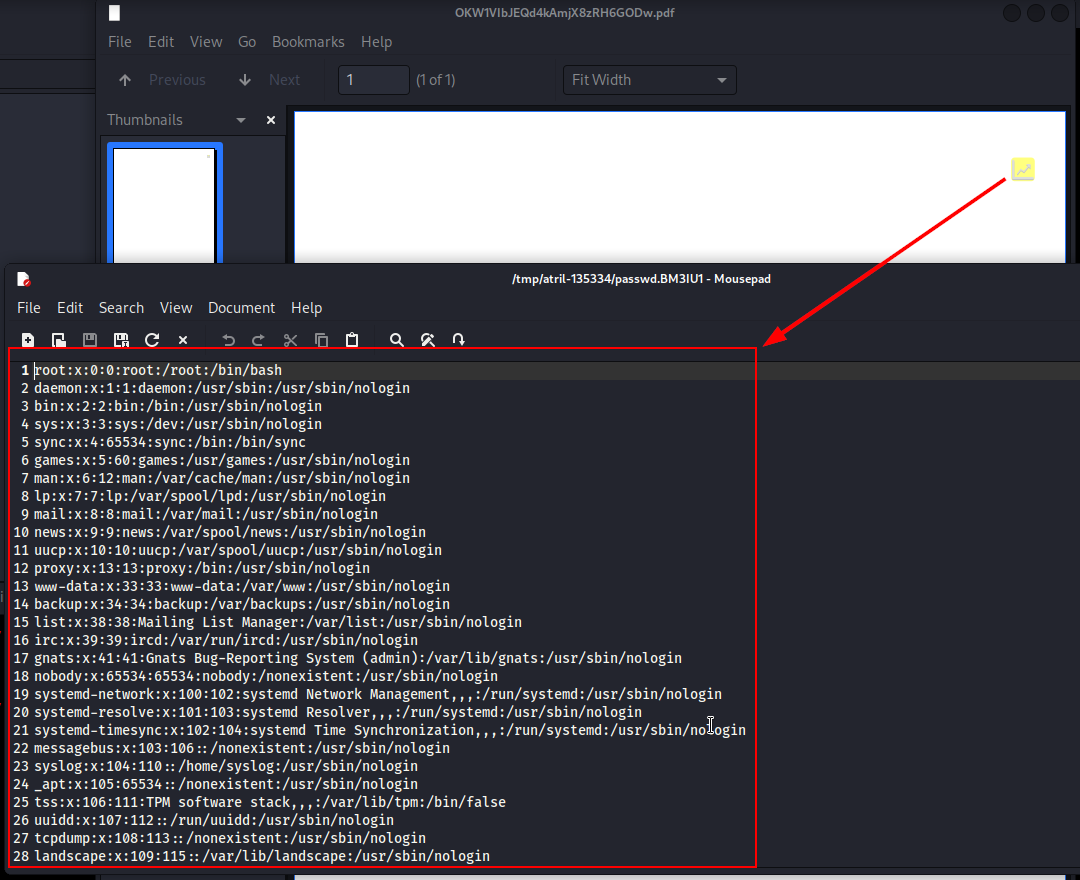 OKW1VIbJEQd4kAmjX8zRH6GODw.pdf
File Edit View Go Bookmarks Help
Previous Next 1 (1 of 1) Fit Width
Thumbnails
/tmp/atril-135334/passwd.BM3IU1 - Mousepad
File Edit Search View Document Help
1 root:x:0:0:root:/root:/bin/bash
2 daemon:x:1:1:daemon:/usr/sbin:/usr/sbin/nologin
3 bin:x:2:2:bin:/bin:/usr/sbin/nologin
4 sys:x:3:3:sys:/dev:/usr/sbin/nologin
5 sync:x:4:65534:sync:/bin:/bin/sync
6 games:x:5:60:games:/usr/games:/usr/sbin/nologin
7 man:x:6:12:man:/var/cache/man:/usr/sbin/nologin
8 lp:x:7:7:lp:/var/spool/lpd:/usr/sbin/nologin
9 mail:x:8:8:mail:/var/mail:/usr/sbin/nologin
10 news:x:9:9:news:/var/spool/news:/usr/sbin/nologin
11 uucp:x:10:10:uucp:/var/spool/uucp:/usr/sbin/nologin
12 proxy:x:13:13:proxy:/bin:/usr/sbin/nologin
13 www-data:x:33:33:www-data:/var/www:/usr/sbin/nologin
14 backup:x:34:34:backup:/var/backups:/usr/sbin/nologin
15 list:x:38:38:Mailing List Manager:/var/list:/usr/sbin/nologin
16 irc:x:39:39:ircd:/var/run/ircd:/usr/sbin/nologin
17 gnats:x:41:41:Gnats Bug-Reporting System (admin):/var/lib/gnats:/usr/sbin/nologin
18 nobody:x:65534:65534:nobody:/nonexistent:/usr/sbin/nologin
19 systemd-network:x:100:102:systemd Network Management,,,:/run/systemd:/usr/sbin/nologin
20 systemd-resolve:x:101:103:systemd Resolver,,,:/run/systemd:/usr/sbin/nologin
21 systemd-timesync:x:102:104:systemd Time Synchronization,,,:/run/systemd:/usr/sbin/nologin
22 messagebus:x:103:106::/nonexistent:/usr/sbin/nologin
23 syslog:x:104:110::/home/syslog:/usr/sbin/nologin
24 _apt:x:105:65534::/nonexistent:/usr/sbin/nologin
25 tss:x:106:111:TPM software stack,,,:/var/lib/tpm:/bin/false
26 uuidd:x:107:112::/run/uuidd:/usr/sbin/nologin
27 tcpdump:x:108:113::/nonexistent:/usr/sbin/nologin
28 landscape:x:109:115::/var/lib/landscape:/usr/sbin/nologin